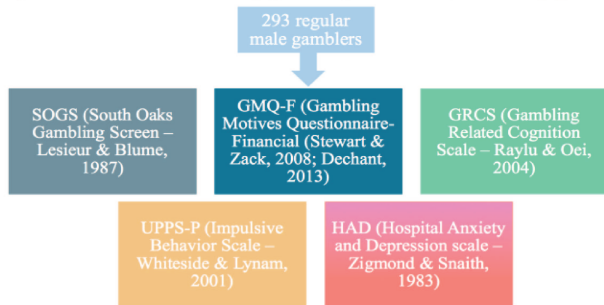 293 regular
male gamblers
SOGS (South Oaks
Gambling Screen –
Lesieur & Blume,
1987)
GMQ-F (Gambling
Motives Questionnaire-
Financial (Stewart &
Zack, 2008; Dechant,
2013)
GRCS (Gambling
Related Cognition
Scale – Raylu & Oei,
2004)
UPPS-P (Impulsive
Behavior Scale –
Whiteside & Lynam,
2001)
HAD (Hospital Anxiety
and Depression scale –
Zigmond & Snaith,
1983)